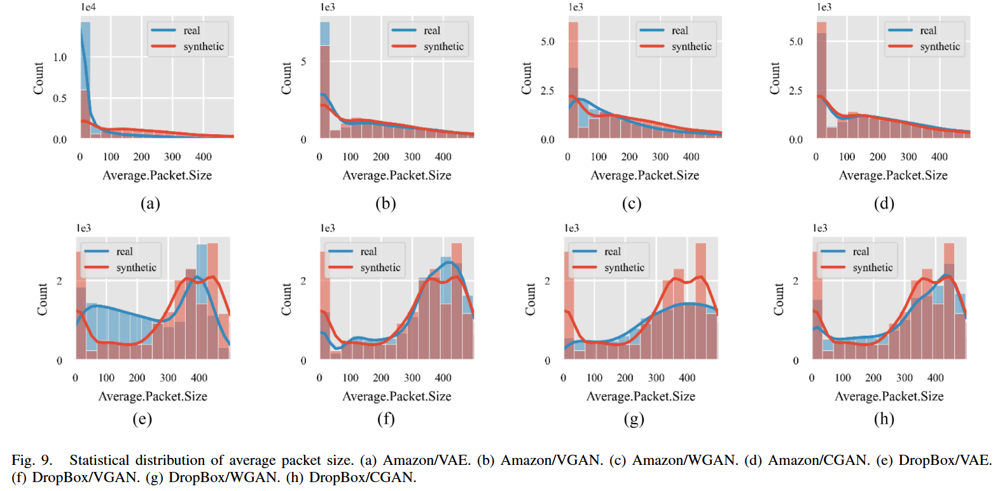 1e4
real
synthetic
1.0
0.5
0.0
Count
0 100 200 300 400
Average.Packet.Size
(a)
1e3
real
synthetic
5
0
Count
0 100 200 300 400
Average.Packet.Size
(b)
1e3
real
synthetic
5.0
2.5
0.0
Count
0 100 200 300 400
Average.Packet.Size
(c)
1e3
real
synthetic
5.0
2.5
0.0
Count
0 100 200 300 400
Average.Packet.Size
(d)
1e3
real
synthetic
2
0
Count
0 100 200 300 400
Average.Packet.Size
(e)
1e3
real
synthetic
2
0
Count
0 100 200 300 400
Average.Packet.Size
(f)
1e3
real
synthetic
2
0
Count
0 100 200 300 400
Average.Packet.Size
(g)
1e3
real
synthetic
2
0
Count
0 100 200 300 400
Average.Packet.Size
(h)
Fig. 9. Statistical distribution of average packet size. (a) Amazon/VAE. (b) Amazon/VGAN. (c) Amazon/WGAN. (d) Amazon/CGAN. (e) DropBox/VAE.
(f) DropBox/VGAN. (g) DropBox/WGAN. (h) DropBox/CGAN.